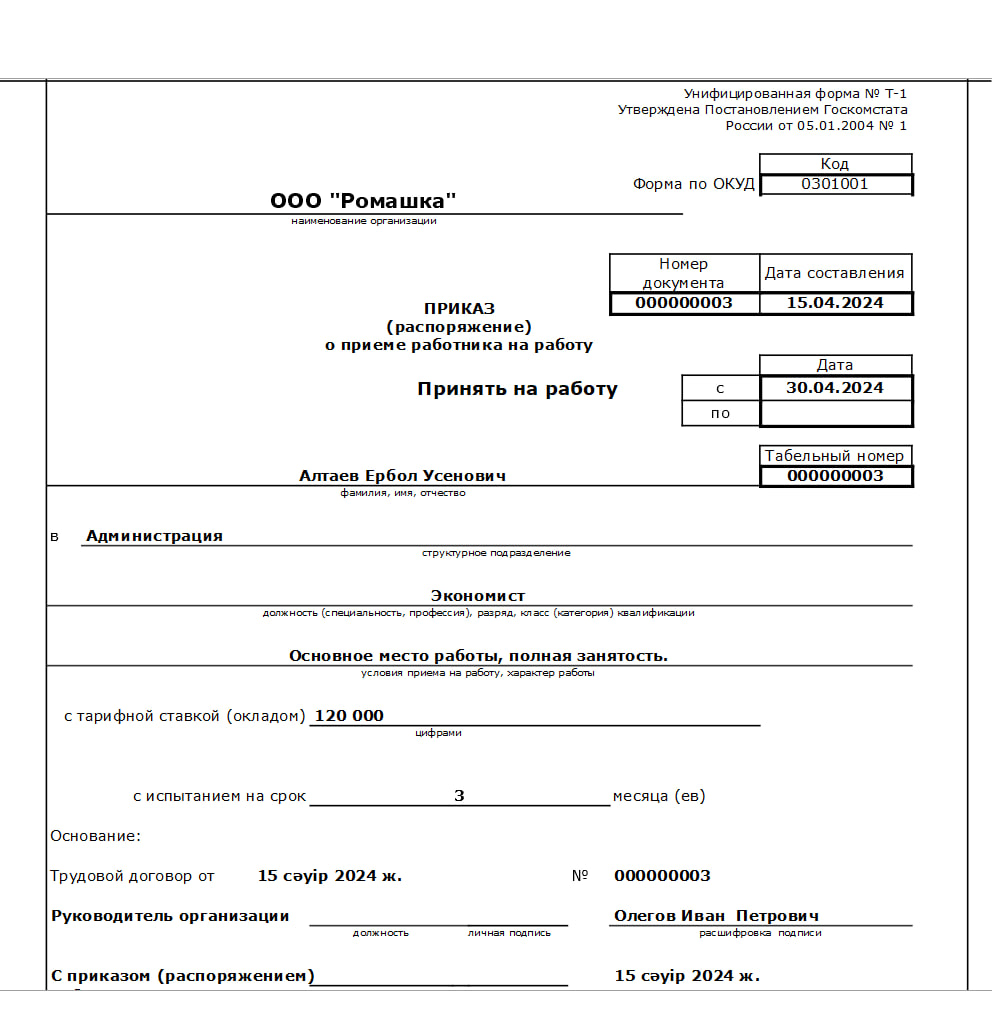 Унифицированная форма № Т-1
Утверждена Постановлением Госкомстата
России от 05.01.2004 № 1
Код
Форма по ОКУД 0301001
ООО "Ромашка"
наименование организации
Номер документа Дата составления
000000003 15.04.2024
ПРИКАЗ
(распоряжение)
о приеме работника на работу
Дата
Принять на работу с 30.04.2024
по
Табельный номер
Алтаев Ербол Усенович 000000003
фамилия, имя, отчество
в Администрация
структурное подразделение
Экономист
должность (специальность, профессия), разряд, класс (категория) квалификации
Основное место работы, полная занятость.
условия приема на работу, характер работы
с тарифной ставкой (окладом) 120 000
цифрами
с испытанием на срок 3 месяца (ев)
Основание:
Трудовой договор от 15 сәуір 2024 ж. № 000000003
Руководитель организации Олегов Иван Петрович
должность личная подпись расшифровка подписи
С приказом (распоряжением) 15 сәуір 2024 ж.